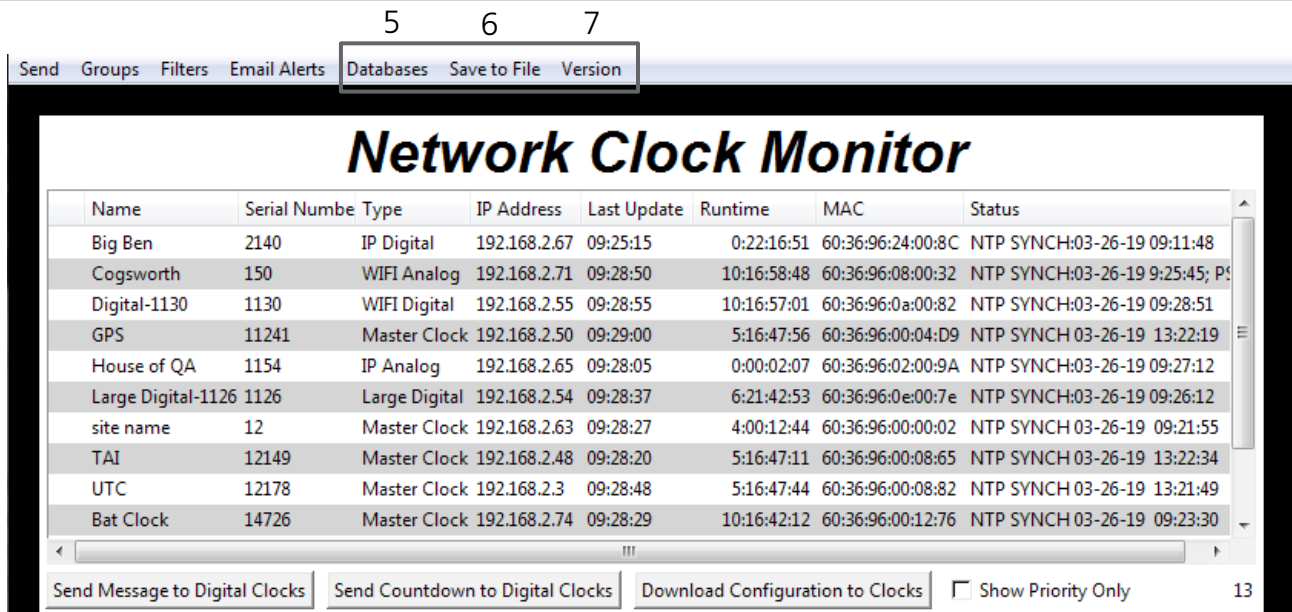 5 6 7
Send Groups Filters Email Alerts Databases Save to File Version
Network Clock Monitor
Name Serial Numbe Type IP Address Last Update Runtime MAC Status
Big Ben 2140 IP Digital 192.168.2.67 09:25:15 0:22:16:51 60:36:96:24:00:8C NTP SYNCH:03-26-19 09:11:48
Cogsworth 150 WIFI Analog 192.168.2.71 09:28:50 10:16:58:48 60:36:96:08:00:32 NTP SYNCH:03-26-19 9:25:45; PS
Digital-1130 1130 WIFI Digital 192.168.2.55 09:28:55 10:16:57:01 60:36:96:0a:00:82 NTP SYNCH:03-26-19 09:28:51
GPS 11241 Master Clock 192.168.2.50 09:29:00 5:16:47:56 60:36:96:00:04:D9 NTP SYNCH 03-26-19 13:22:19
House of QA 1154 IP Analog 192.168.2.65 09:28:05 0:00:02:07 60:36:96:02:00:9A NTP SYNCH:03-26-19 09:27:12
Large Digital-1126 1126 Large Digital 192.168.2.54 09:28:37 6:21:42:53 60:36:96:0e:00:7e NTP SYNCH:03-26-19 09:26:12
site name 12 Master Clock 192.168.2.63 09:28:27 4:00:12:44 60:36:96:00:00:02 NTP SYNCH 03-26-19 09:21:55
TAI 12149 Master Clock 192.168.2.48 09:28:20 5:16:47:11 60:36:96:00:08:65 NTP SYNCH 03-26-19 13:22:34
UTC 12178 Master Clock 192.168.2.3 09:28:48 5:16:47:44 60:36:96:00:08:82 NTP SYNCH 03-26-19 13:21:49
Bat Clock 14726 Master Clock 192.168.2.74 09:28:29 10:16:42:12 60:36:96:00:12:76 NTP SYNCH 03-26-19 09:23:30
Send Message to Digital Clocks Send Countdown to Digital Clocks Download Configuration to Clocks Show Priority Only 13